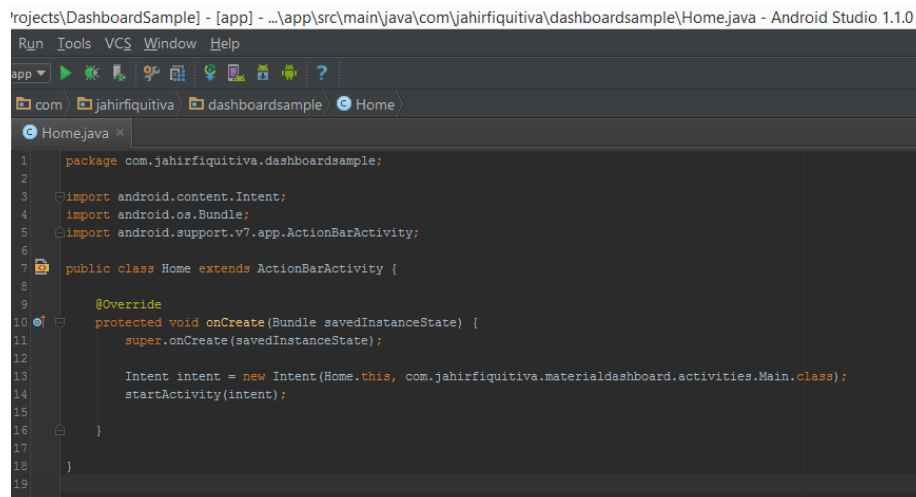 Projects\DashboardSample] - [app] - ...\app\src\main\java\com\jahirfiquitiva\dashboardsample\Home.java - Android Studio 1.1.0
Run Tools VCS Window Help
app
com jahirfiquitiva dashboardsample Home
Home.java
1 package com.jahirfiquitiva.dashboardsample;
2
3 import android.content.Intent;
4 import android.os.Bundle;
5 import android.support.v7.app.ActionBarActivity;
6
7 public class Home extends ActionBarActivity {
8
9 @Override
10 protected void onCreate(Bundle savedInstanceState) {
11 super.onCreate(savedInstanceState);
12
13 Intent intent = new Intent(Home.this, com.jahirfiquitiva.materialdashboard.activities.Main.class);
14 startActivity(intent);
15
16 }
17
18 }
19